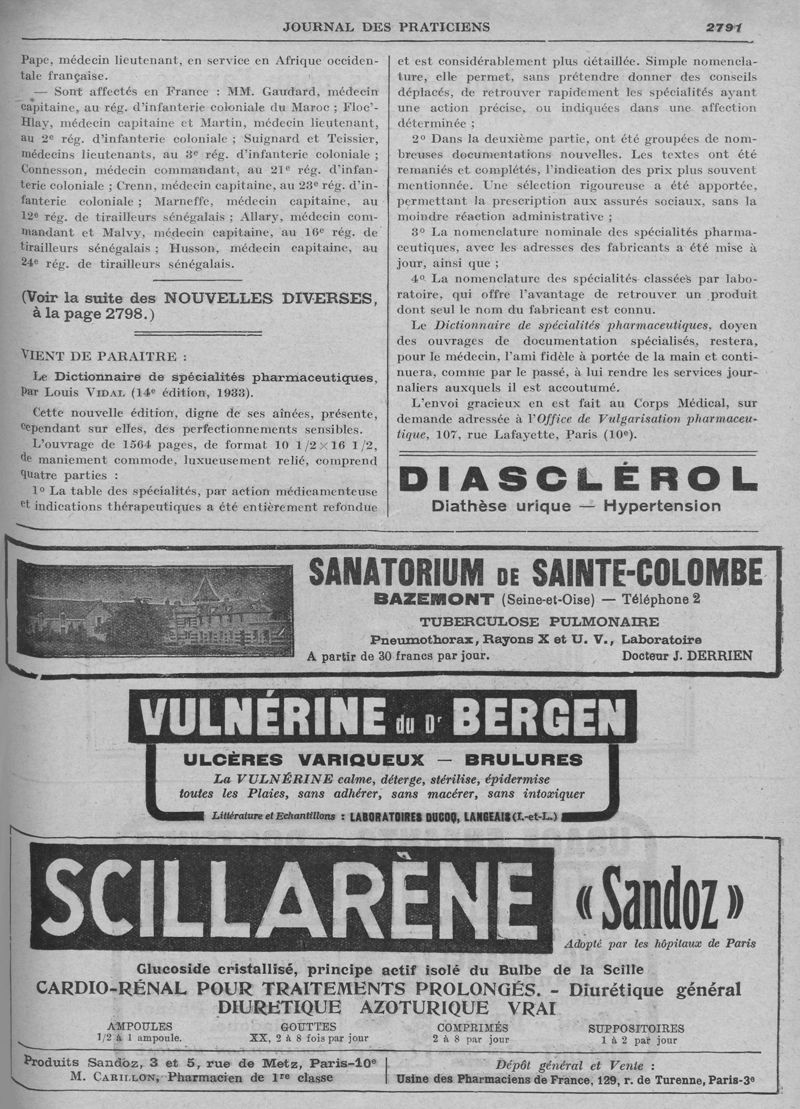 JOURNAL DES PRATICIENS 2791
Pape, médecin lieutenant, en service en Afrique occiden-
tale française.
— Sont affectés en France : MM. Gaudard, médecin
capitaine, au rég. d'infanterie coloniale du Maroc ; Floc'-
Hlay, médecin capitaine et Martin, médecin lieutenant,
au 2e rég. d'infanterie coloniale ; Suignard et Teissier,
médecins lieutenants, au 3e rég. d'infanterie coloniale ;
Connesson, médecin commandant, au 21e rég. d'infan-
terie coloniale ; Crenn, médecin capitaine, au 23e rég. d'in-
fanterie coloniale ; Marneffe, médecin capitaine, au
12e rég. de tirailleurs sénégalais ; Allary, médecin com-
mandant et Malvy, médecin capitaine, au 16e rég. de
tirailleurs sénégalais ; Husson, médecin capitaine, au
24e rég. de tirailleurs sénégalais.
(Voir la suite des NOUVELLES DIVERSES,
à la page 2798.)
VIENT DE PARAITRE :
Le Dictionnaire de spécialités pharmaceutiques,
par Louis VIDAL (14e édition, 1933).
Cette nouvelle édition, digne de ses aînées, présente,
cependant sur elles, des perfectionnements sensibles.
L'ouvrage de 1564 pages, de format 10 1/2 × 16 1/2,
de maniement commode, luxueusement relié, comprend
quatre parties :
1° La table des spécialités, par action médicamenteuse
et indications thérapeutiques a été entièrement refondue
et est considérablement plus détaillée. Simple nomencla-
ture, elle permet, sans prétendre donner des conseils
déplacés, de retrouver rapidement les spécialités ayant
une action précise, ou indiquées dans une affection
déterminée ;
2° Dans la deuxième partie, ont été groupées de nom-
breuses documentations nouvelles. Les textes ont été
remaniés et complétés, l'indication des prix plus souvent
mentionnée. Une sélection rigoureuse a été apportée,
permettant la prescription aux assurés sociaux, sans la
moindre réaction administrative ;
3° La nomenclature nominale des spécialités pharma-
ceutiques, avec les adresses des fabricants a été mise à
jour, ainsi que ;
4° La nomenclature des spécialités classées par labo-
ratoire, qui offre l'avantage de retrouver un produit
dont seul le nom du fabricant est connu.
Le Dictionnaire de spécialités pharmaceutiques, doyen
des ouvrages de documentation spécialisés, restera,
pour le médecin, l'ami fidèle à portée de la main et conti-
nuera, comme par le passé, à lui rendre les services jour-
naliers auxquels il est accoutumé.
L'envoi gracieux en est fait au Corps Médical, sur
demande adressée à l'Office de Vulgarisation pharmaceu-
tique, 107, rue Lafayette, Paris (10e).
DIASCLÉROL
Diathèse urique — Hypertension
SANATORIUM DE SAINTE-COLOMBE
BAZEMONT (Seine-et-Oise) — Téléphone 2
TUBERCULOSE PULMONAIRE
Pneumothorax, Rayons X et U. V., Laboratoire
A partir de 30 francs par jour. Docteur J. DERRIEN
VULNÉRINE du Dr BERGEN
ULCÈRES VARIQUEUX — BRULURES
La VULNÉRINE calme, déterge, stérilise, épidermise
toutes les Plaies, sans adhérer, sans macérer, sans intoxiquer
Littérature et Echantillons : LABORATOIRES DUCOQ, LANGEAIS (I.-et-L.)
SCILLARÈNE « Sandoz »
Adopté par les hôpitaux de Paris
Glucoside cristallisé, principe actif isolé du Bulbe de la Scille
CARDIO-RÉNAL POUR TRAITEMENTS PROLONGÉS. - Diurétique général
DIURÉTIQUE AZOTURIQUE VRAI
AMPOULES GOUTTES COMPRIMÉS SUPPOSITOIRES
1/2 à 1 ampoule. XX, 2 à 8 fois par jour 2 à 8 par jour 1 à 2 par jour
Produits Sandoz, 3 et 5, rue de Metz, Paris-10e
M. CARILLON, Pharmacien de 1re classe
Dépôt général et Vente :
Usine des Pharmaciens de France, 129, r. de Turenne, Paris-3e